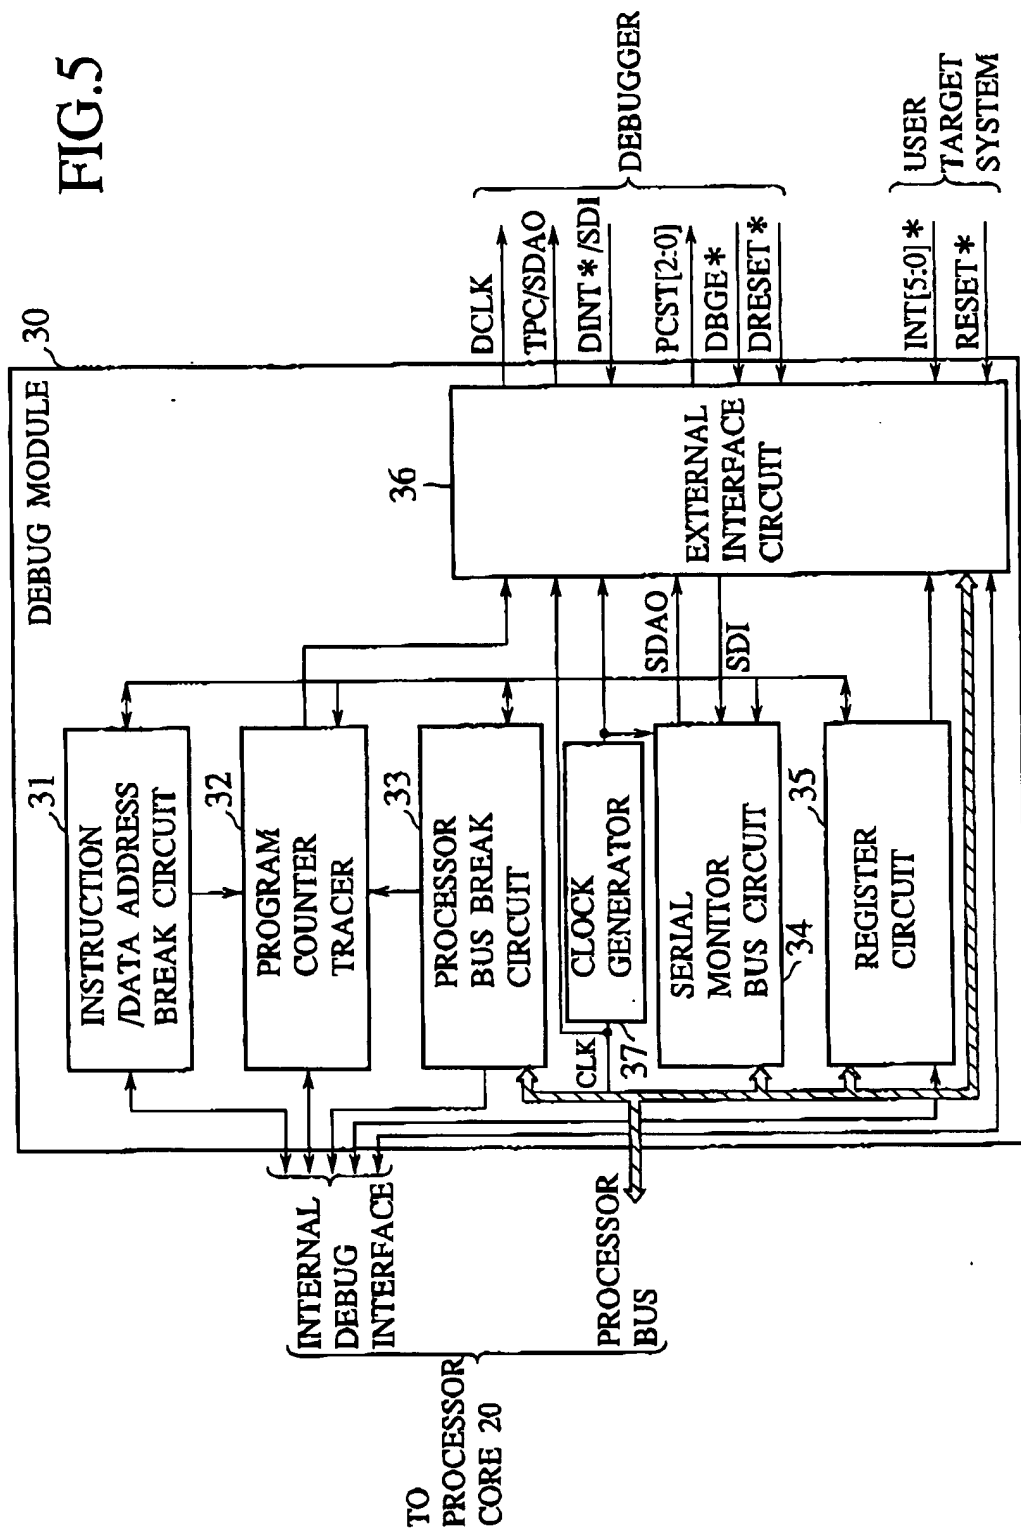 FIG.5
30
DEBUG MODULE
31
INSTRUCTION
/DATA ADDRESS
BREAK CIRCUIT
32
PROGRAM
COUNTER
TRACER
33
PROCESSOR
BUS BREAK
CIRCUIT
CLK
37
CLOCK
GENERATOR
SERIAL
MONITOR
BUS CIRCUIT
34
35
REGISTER
CIRCUIT
SDAO
SDI
36
EXTERNAL
INTERFACE
CIRCUIT
DCLK
TPC/SDAO
DINT*/SDI
PCST[2:0]
DBGE*
DRESET*
DEBUGGER
INT[5:0]*
RESET*
USER
TARGET
SYSTEM
INTERNAL
DEBUG
INTERFACE
PROCESSOR
BUS
TO
PROCESSOR
CORE 20